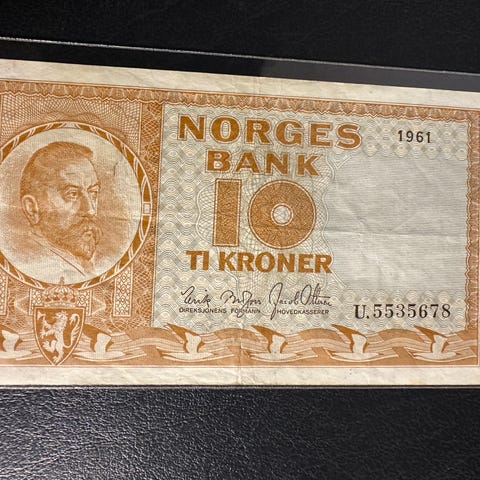 NORGES
1961
BANK
10
TI KRONER
DIREKSJONENS FORMANN HOVEDKASSERER
U.5535678